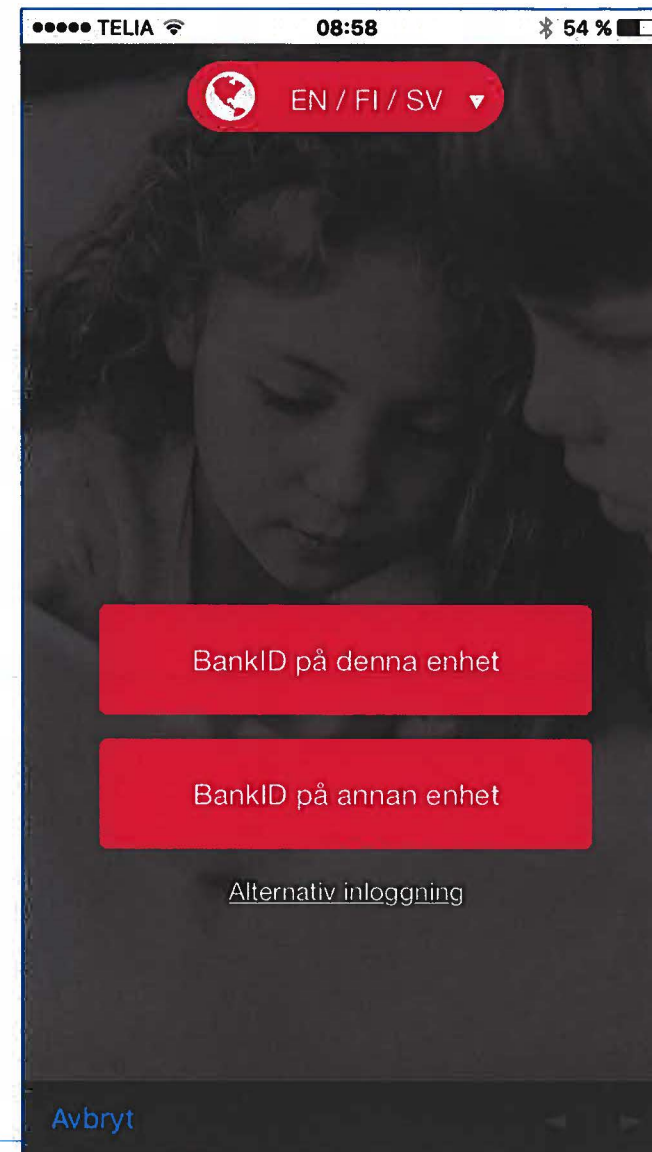 TELIA 08:58 54 %
EN / FI / SV
BankID på denna enhet
BankID på annan enhet
Alternativ inloggning
Avbryt